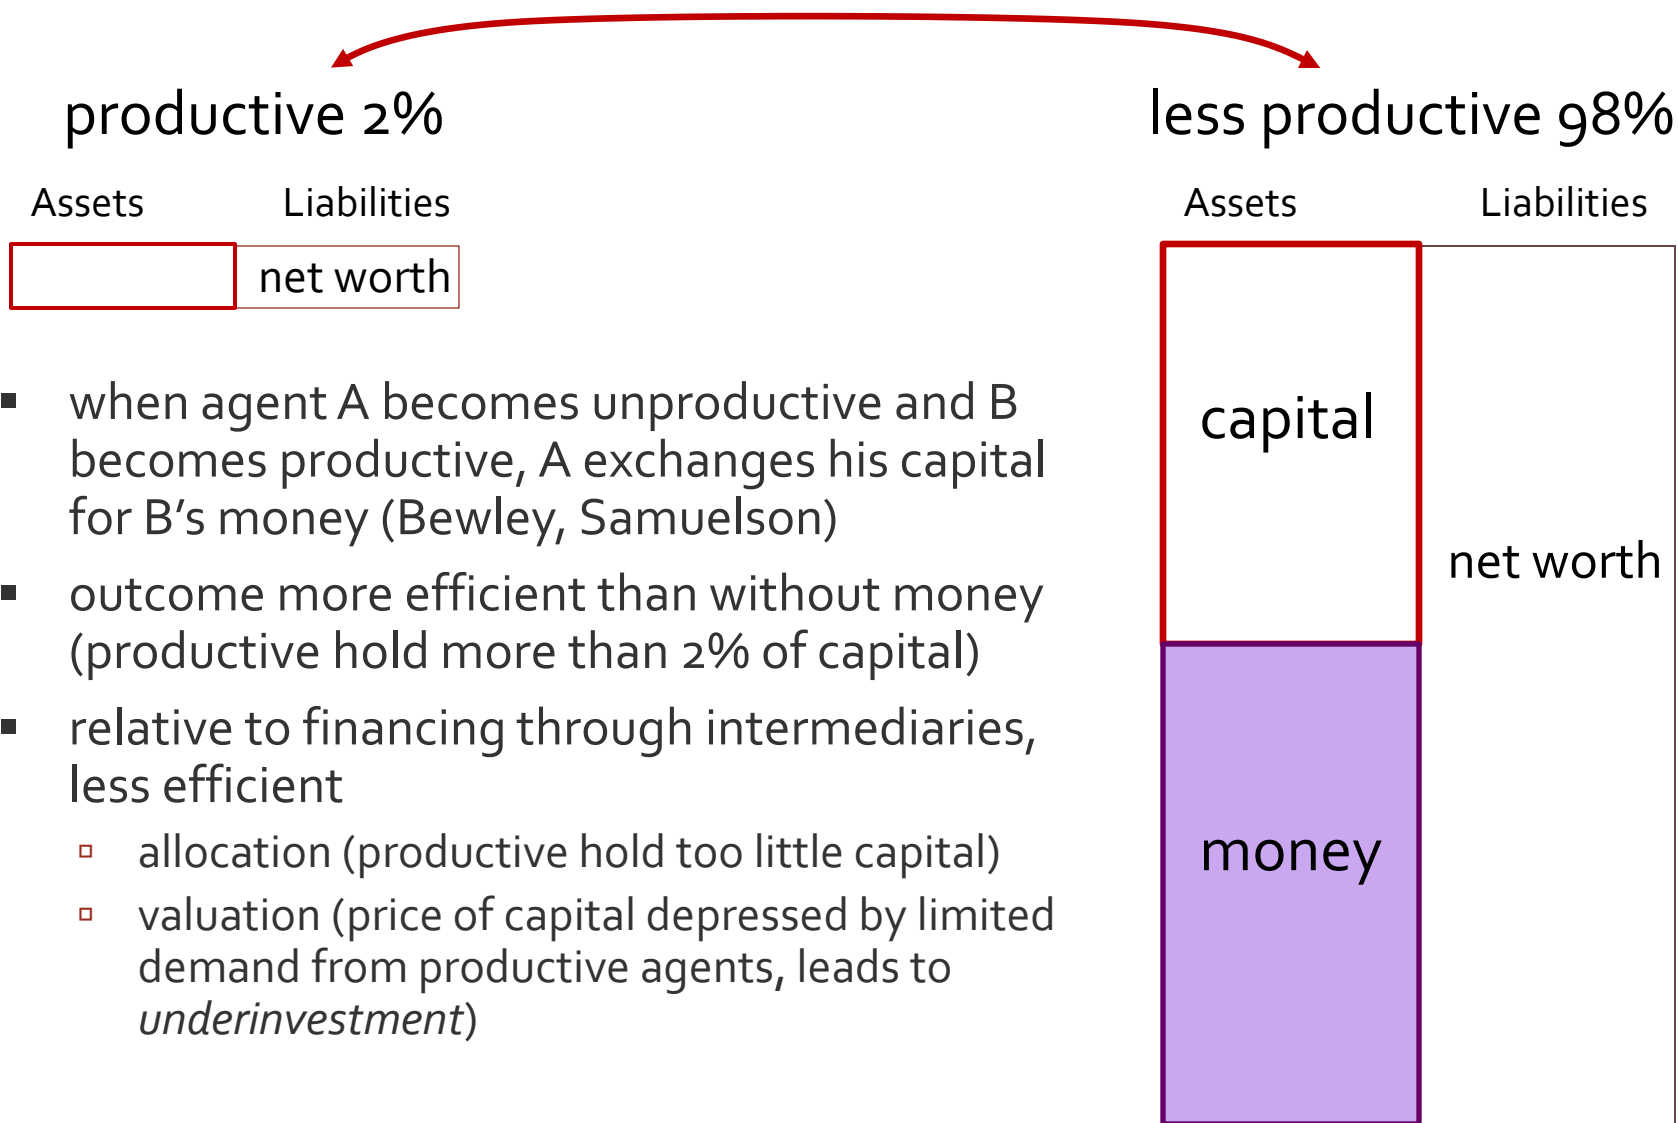 productive 2%
less productive 98%
Assets
Liabilities
net worth
Assets
Liabilities
▪ when agent A becomes unproductive and B
becomes productive, A exchanges his capital
for B’s money (Bewley, Samuelson)
▪ outcome more efficient than without money
(productive hold more than 2% of capital)
▪ relative to financing through intermediaries,
less efficient
▫ allocation (productive hold too little capital)
▫ valuation (price of capital depressed by limited
demand from productive agents, leads to
underinvestment)
capital
net worth
money